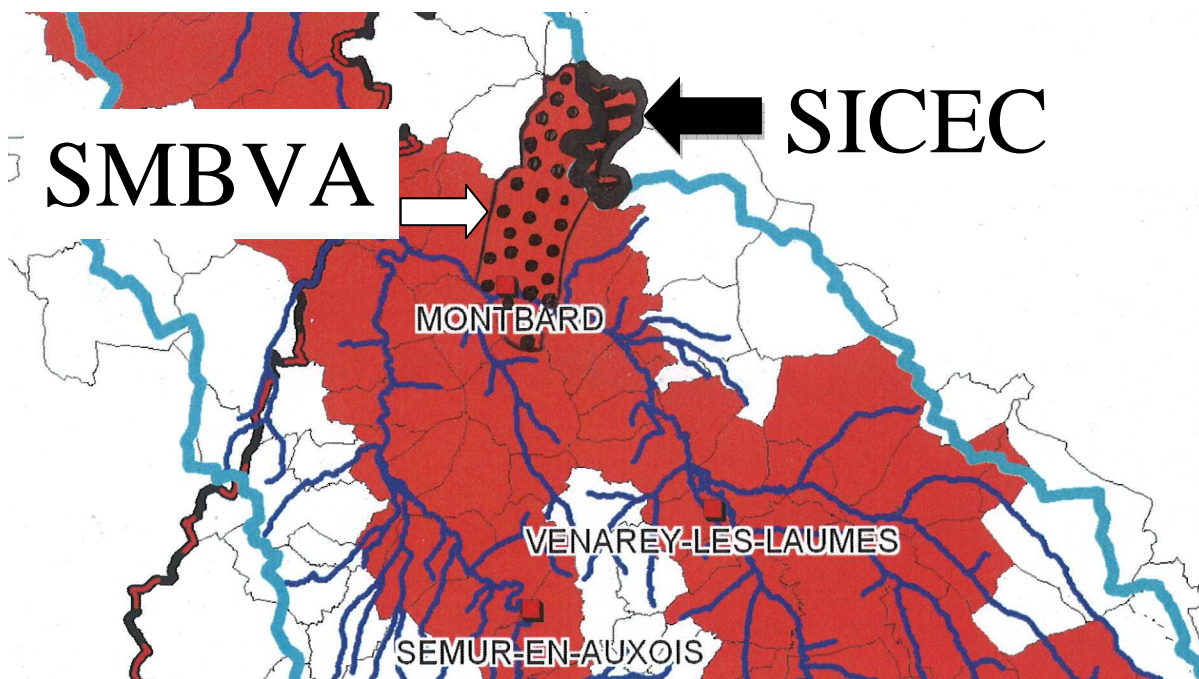 SICEC
SMBVA
MONTBARD
VENAREY-LES-LAUMES
SEMUR-EN-AUXOIS